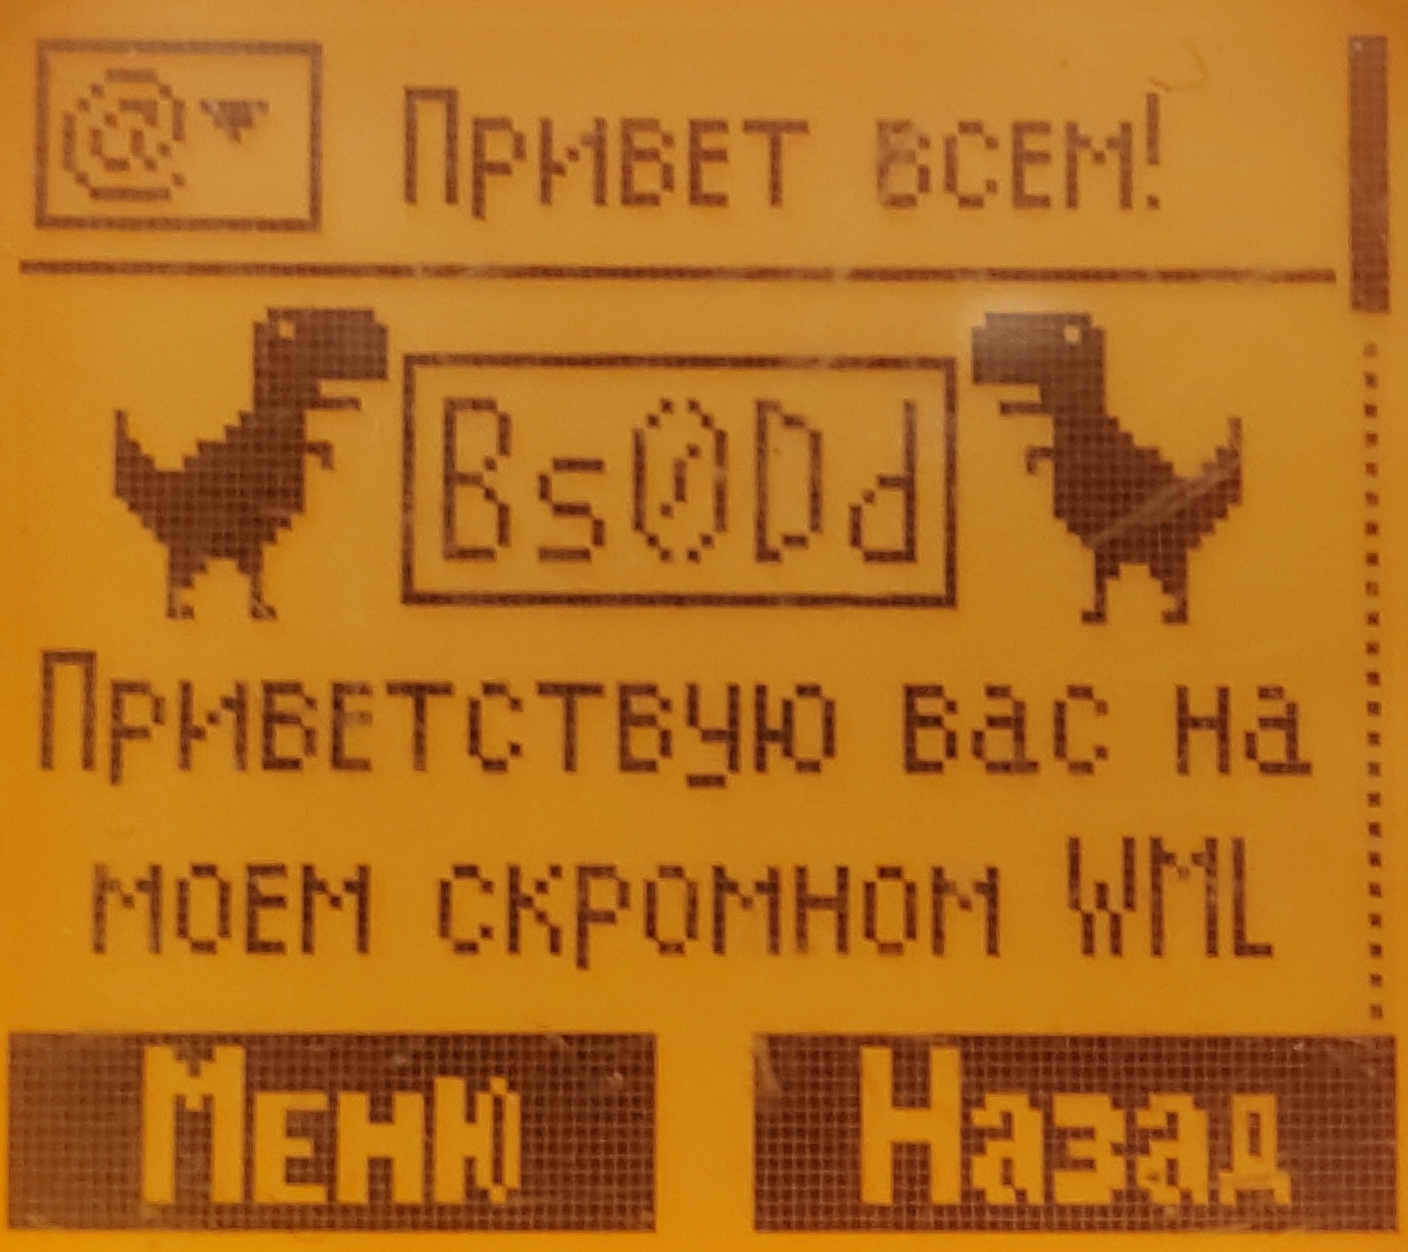 @ Привет всем!
Bs0Dd
Приветствую вас на
моем скромном WML
Меню Назад